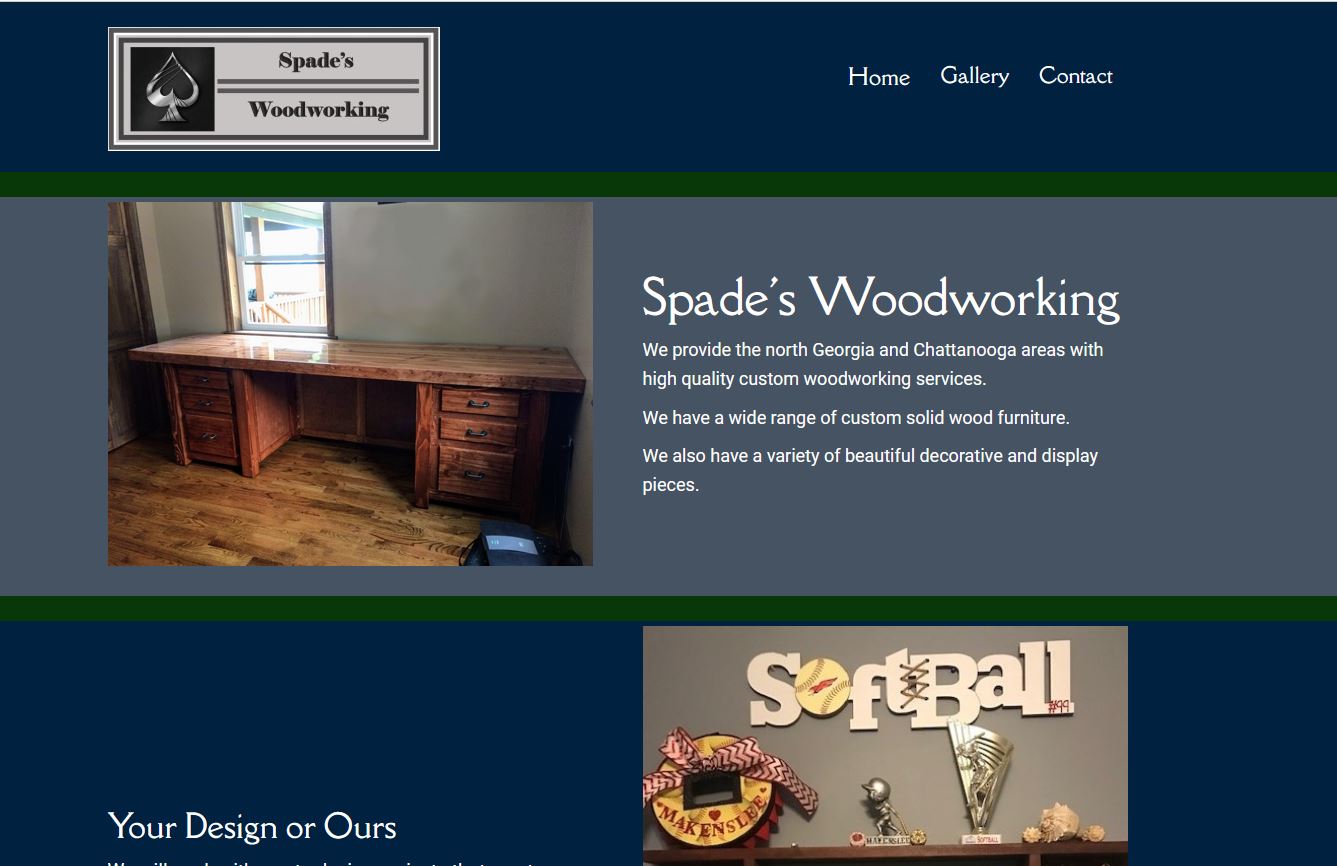 Spade's
Woodworking
Home Gallery Contact
Spade's Woodworking
We provide the north Georgia and Chattanooga areas with
high quality custom woodworking services.
We have a wide range of custom solid wood furniture.
We also have a variety of beautiful decorative and display
pieces.
SoftBall
#99
MAKENSLEE
MAKENSLEE
SOFTBALL
Your Design or Ours